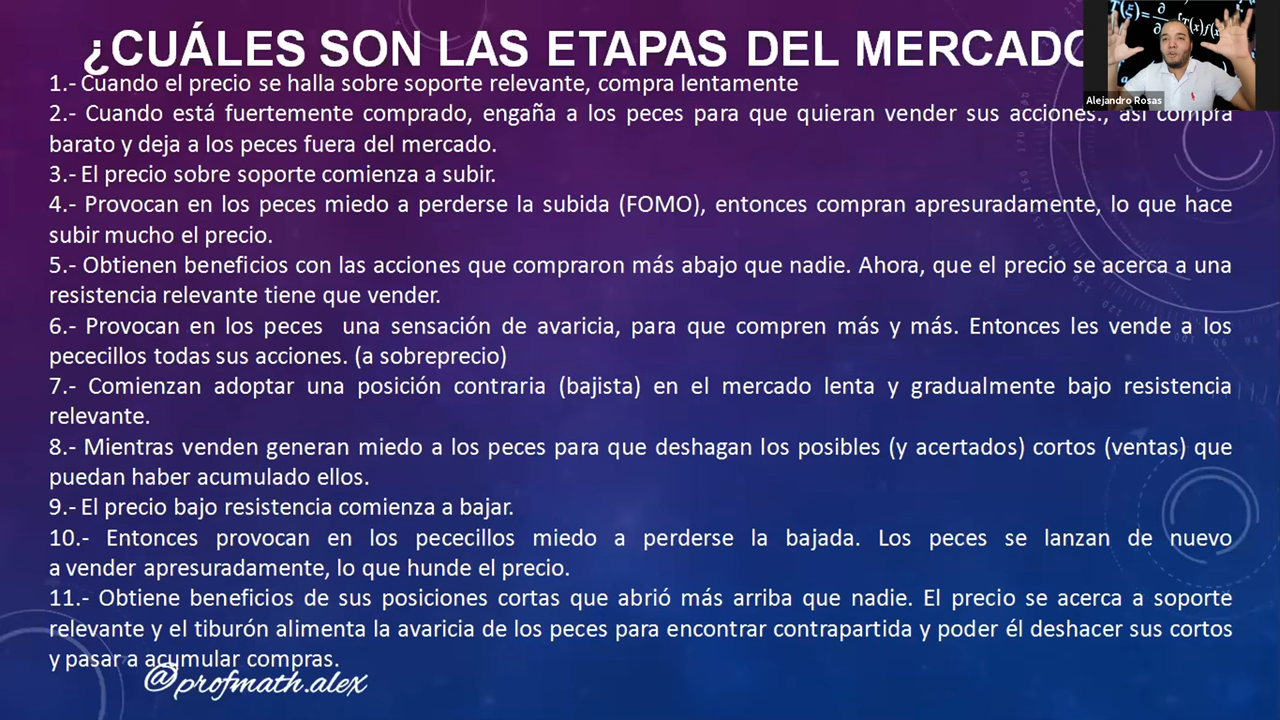 ¿CUÁLES SON LAS ETAPAS DEL MERCADO
1.- Cuando el precio se halla sobre soporte relevante, compra lentamente
2.- Cuando está fuertemente comprado, engaña a los peces para que quieran vender sus acciones., así compra
barato y deja a los peces fuera del mercado.
3.- El precio sobre soporte comienza a subir.
4.- Provocan en los peces miedo a perderse la subida (FOMO), entonces compran apresuradamente, lo que hace
subir mucho el precio.
5.- Obtienen beneficios con las acciones que compraron más abajo que nadie. Ahora, que el precio se acerca a una
resistencia relevante tiene que vender.
6.- Provocan en los peces una sensación de avaricia, para que compren más y más. Entonces les vende a los
pececillos todas sus acciones. (a sobreprecio)
7.- Comienzan adoptar una posición contraria (bajista) en el mercado lenta y gradualmente bajo resistencia
relevante.
8.- Mientras venden generan miedo a los peces para que deshagan los posibles (y acertados) cortos (ventas) que
puedan haber acumulado ellos.
9.- El precio bajo resistencia comienza a bajar.
10.- Entonces provocan en los pececillos miedo a perderse la bajada. Los peces se lanzan de nuevo
a vender apresuradamente, lo que hunde el precio.
11.- Obtiene beneficios de sus posiciones cortas que abrió más arriba que nadie. El precio se acerca a soporte
relevante y el tiburón alimenta la avaricia de los peces para encontrar contrapartida y poder él deshacer sus cortos
y pasar a acumular compras.
@profmath.alex
Alejandro Rosas